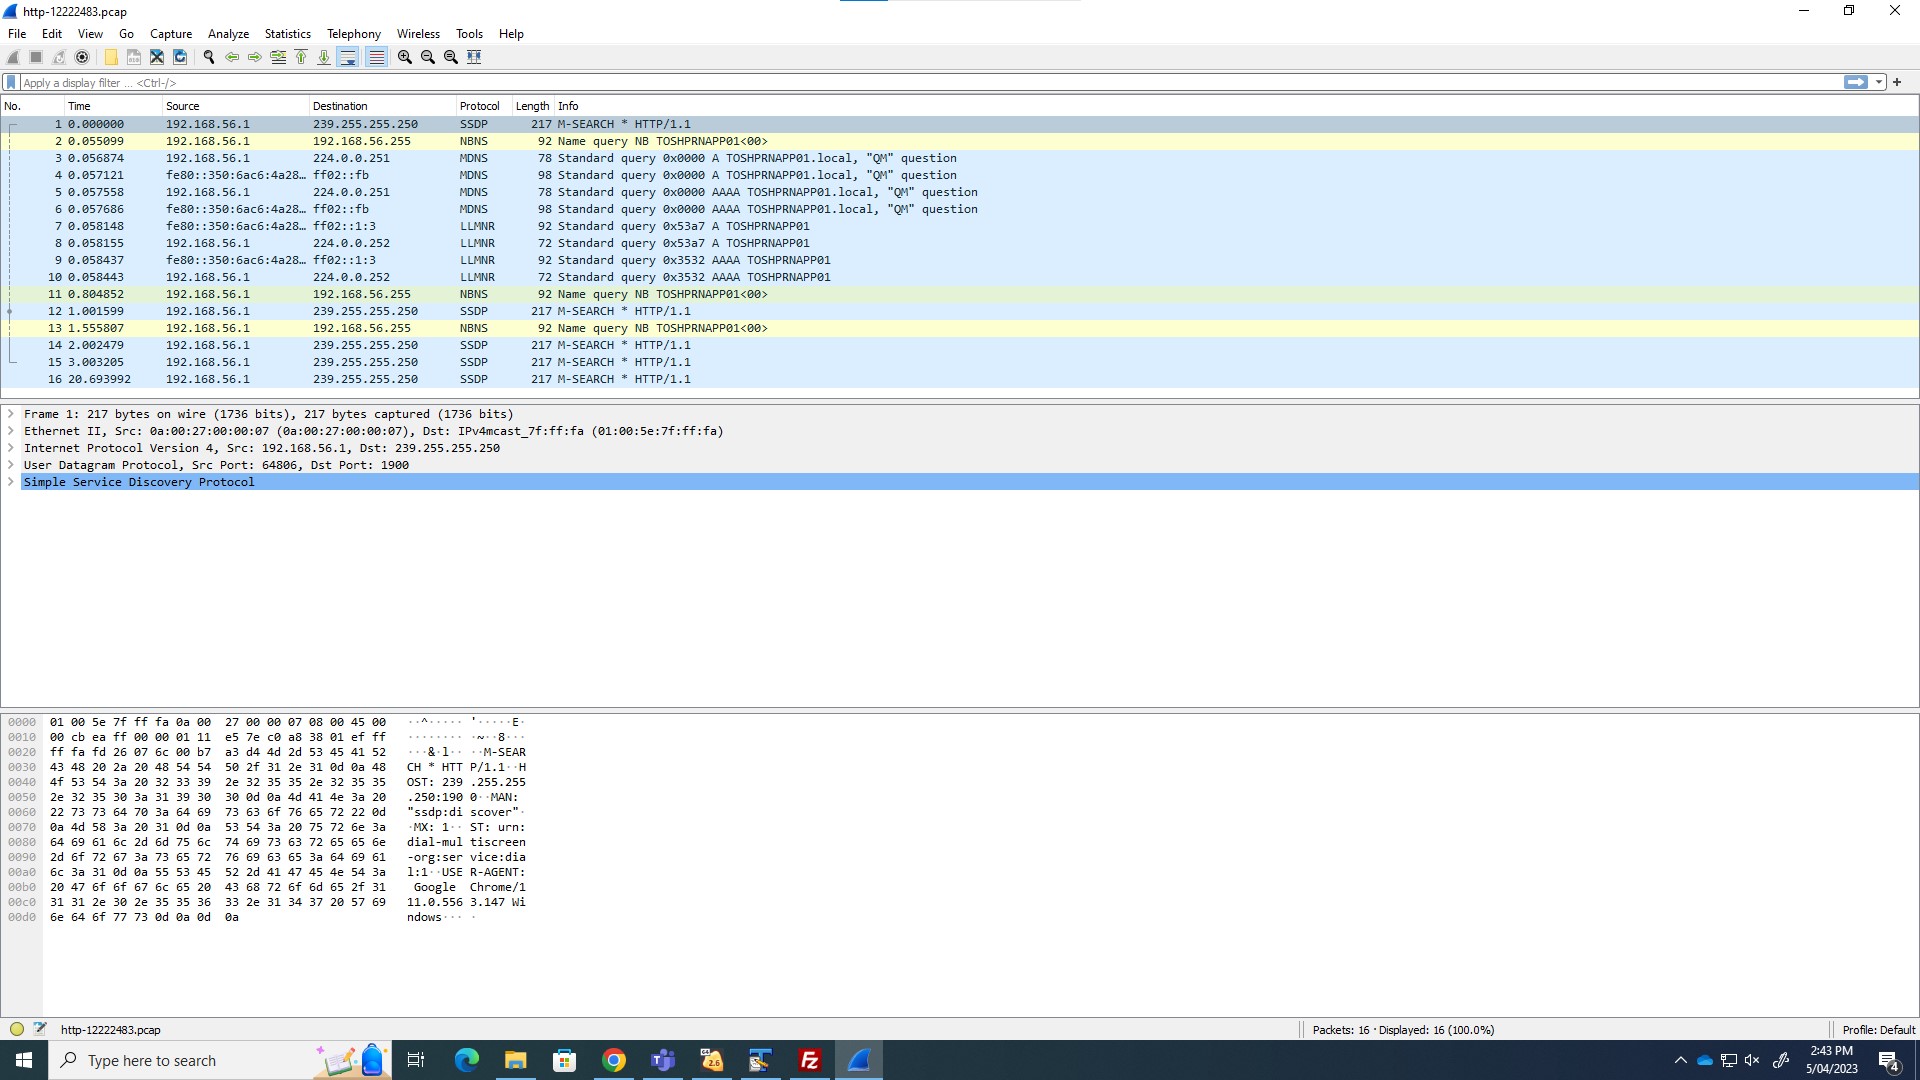 http-12222483.pcap
File Edit View Go Capture Analyze Statistics Telephony Wireless Tools Help
Apply a display filter ... <Ctrl-/>
No. Time Source Destination Protocol Length Info
1 0.000000 192.168.56.1 239.255.255.250 SSDP 217 M-SEARCH * HTTP/1.1
2 0.055099 192.168.56.1 192.168.56.255 NBNS 92 Name query NB TOSHPRNAPP01<00>
3 0.056874 192.168.56.1 224.0.0.251 MDNS 78 Standard query 0x0000 A TOSHPRNAPP01.local, "QM" question
4 0.057121 fe80::350:6ac6:4a28… ff02::fb MDNS 98 Standard query 0x0000 A TOSHPRNAPP01.local, "QM" question
5 0.057558 192.168.56.1 224.0.0.251 MDNS 78 Standard query 0x0000 AAAA TOSHPRNAPP01.local, "QM" question
6 0.057686 fe80::350:6ac6:4a28… ff02::fb MDNS 98 Standard query 0x0000 AAAA TOSHPRNAPP01.local, "QM" question
7 0.058148 fe80::350:6ac6:4a28… ff02::1:3 LLMNR 92 Standard query 0x53a7 A TOSHPRNAPP01
8 0.058155 192.168.56.1 224.0.0.252 LLMNR 72 Standard query 0x53a7 A TOSHPRNAPP01
9 0.058437 fe80::350:6ac6:4a28… ff02::1:3 LLMNR 92 Standard query 0x3532 AAAA TOSHPRNAPP01
10 0.058443 192.168.56.1 224.0.0.252 LLMNR 72 Standard query 0x3532 AAAA TOSHPRNAPP01
11 0.804852 192.168.56.1 192.168.56.255 NBNS 92 Name query NB TOSHPRNAPP01<00>
12 1.001599 192.168.56.1 239.255.255.250 SSDP 217 M-SEARCH * HTTP/1.1
13 1.555807 192.168.56.1 192.168.56.255 NBNS 92 Name query NB TOSHPRNAPP01<00>
14 2.002479 192.168.56.1 239.255.255.250 SSDP 217 M-SEARCH * HTTP/1.1
15 3.003205 192.168.56.1 239.255.255.250 SSDP 217 M-SEARCH * HTTP/1.1
16 20.693992 192.168.56.1 239.255.255.250 SSDP 217 M-SEARCH * HTTP/1.1
Frame 1: 217 bytes on wire (1736 bits), 217 bytes captured (1736 bits)
Ethernet II, Src: 0a:00:27:00:00:07 (0a:00:27:00:00:07), Dst: IPv4mcast_7f:ff:fa (01:00:5e:7f:ff:fa)
Internet Protocol Version 4, Src: 192.168.56.1, Dst: 239.255.255.250
User Datagram Protocol, Src Port: 64806, Dst Port: 1900
Simple Service Discovery Protocol
0000 01 00 5e 7f ff fa 0a 00 27 00 00 07 08 00 45 00 ··^····· '·····E·
0010 00 cb ea ff 00 00 01 11 e5 7e c0 a8 38 01 ef ff ········ ·~··8···
0020 ff fa fd 26 07 6c 00 b7 a3 d4 4d 2d 53 45 41 52 ···&·l·· ··M-SEAR
0030 43 48 20 2a 20 48 54 54 50 2f 31 2e 31 0d 0a 48 CH * HTT P/1.1··H
0040 4f 53 54 3a 20 32 33 39 2e 32 35 35 2e 32 35 35 OST: 239 .255.255
0050 2e 32 35 30 3a 31 39 30 30 0d 0a 4d 41 4e 3a 20 .250:190 0··MAN:
0060 22 73 73 64 70 3a 64 69 73 63 6f 76 65 72 22 0d "ssdp:di scover"·
0070 0a 4d 58 3a 20 31 0d 0a 53 54 3a 20 75 72 6e 3a ·MX: 1·· ST: urn:
0080 64 69 61 6c 2d 6d 75 6c 74 69 73 63 72 65 65 6e dial-mul tiscreen
0090 2d 6f 72 67 3a 73 65 72 76 69 63 65 3a 64 69 61 -org:ser vice:dia
00a0 6c 3a 31 0d 0a 55 53 45 52 2d 41 47 45 4e 54 3a l:1··USE R-AGENT:
00b0 20 47 6f 6f 67 6c 65 20 43 68 72 6f 6d 65 2f 31 Google Chrome/1
00c0 31 31 2e 30 2e 35 35 36 33 2e 31 34 37 20 57 69 11.0.556 3.147 Wi
00d0 6e 64 6f 77 73 0d 0a 0d 0a ndows··· ·
http-12222483.pcap Packets: 16 · Displayed: 16 (100.0%) Profile: Default
Type here to search
2:43 PM
5/04/2023
4